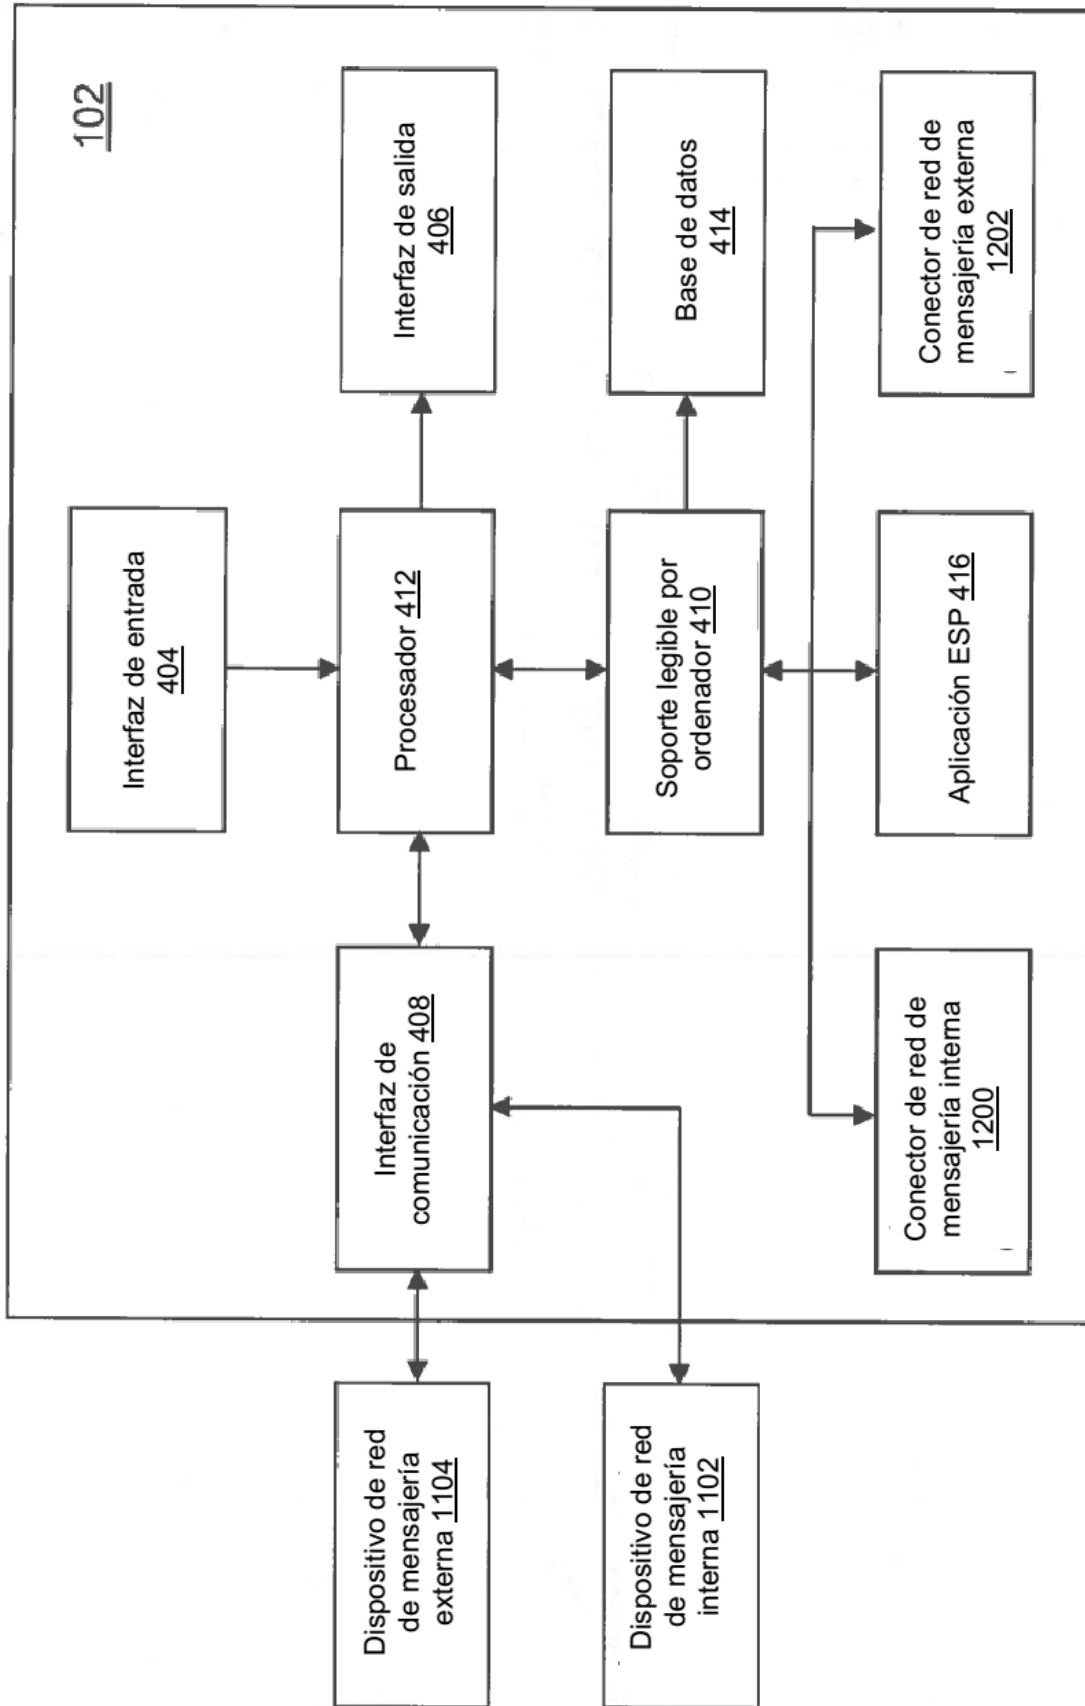 102
Interfaz de entrada
404
Interfaz de salida
406
Procesador 412
Interfaz de
comunicación 408
Dispositivo de red
de mensajería
externa 1104
Soporte legible por
ordenador 410
Base de datos
414
Dispositivo de red
de mensajería
interna 1102
Conector de red de
mensajería interna
1200
Aplicación ESP 416
Conector de red de
mensajería externa
1202